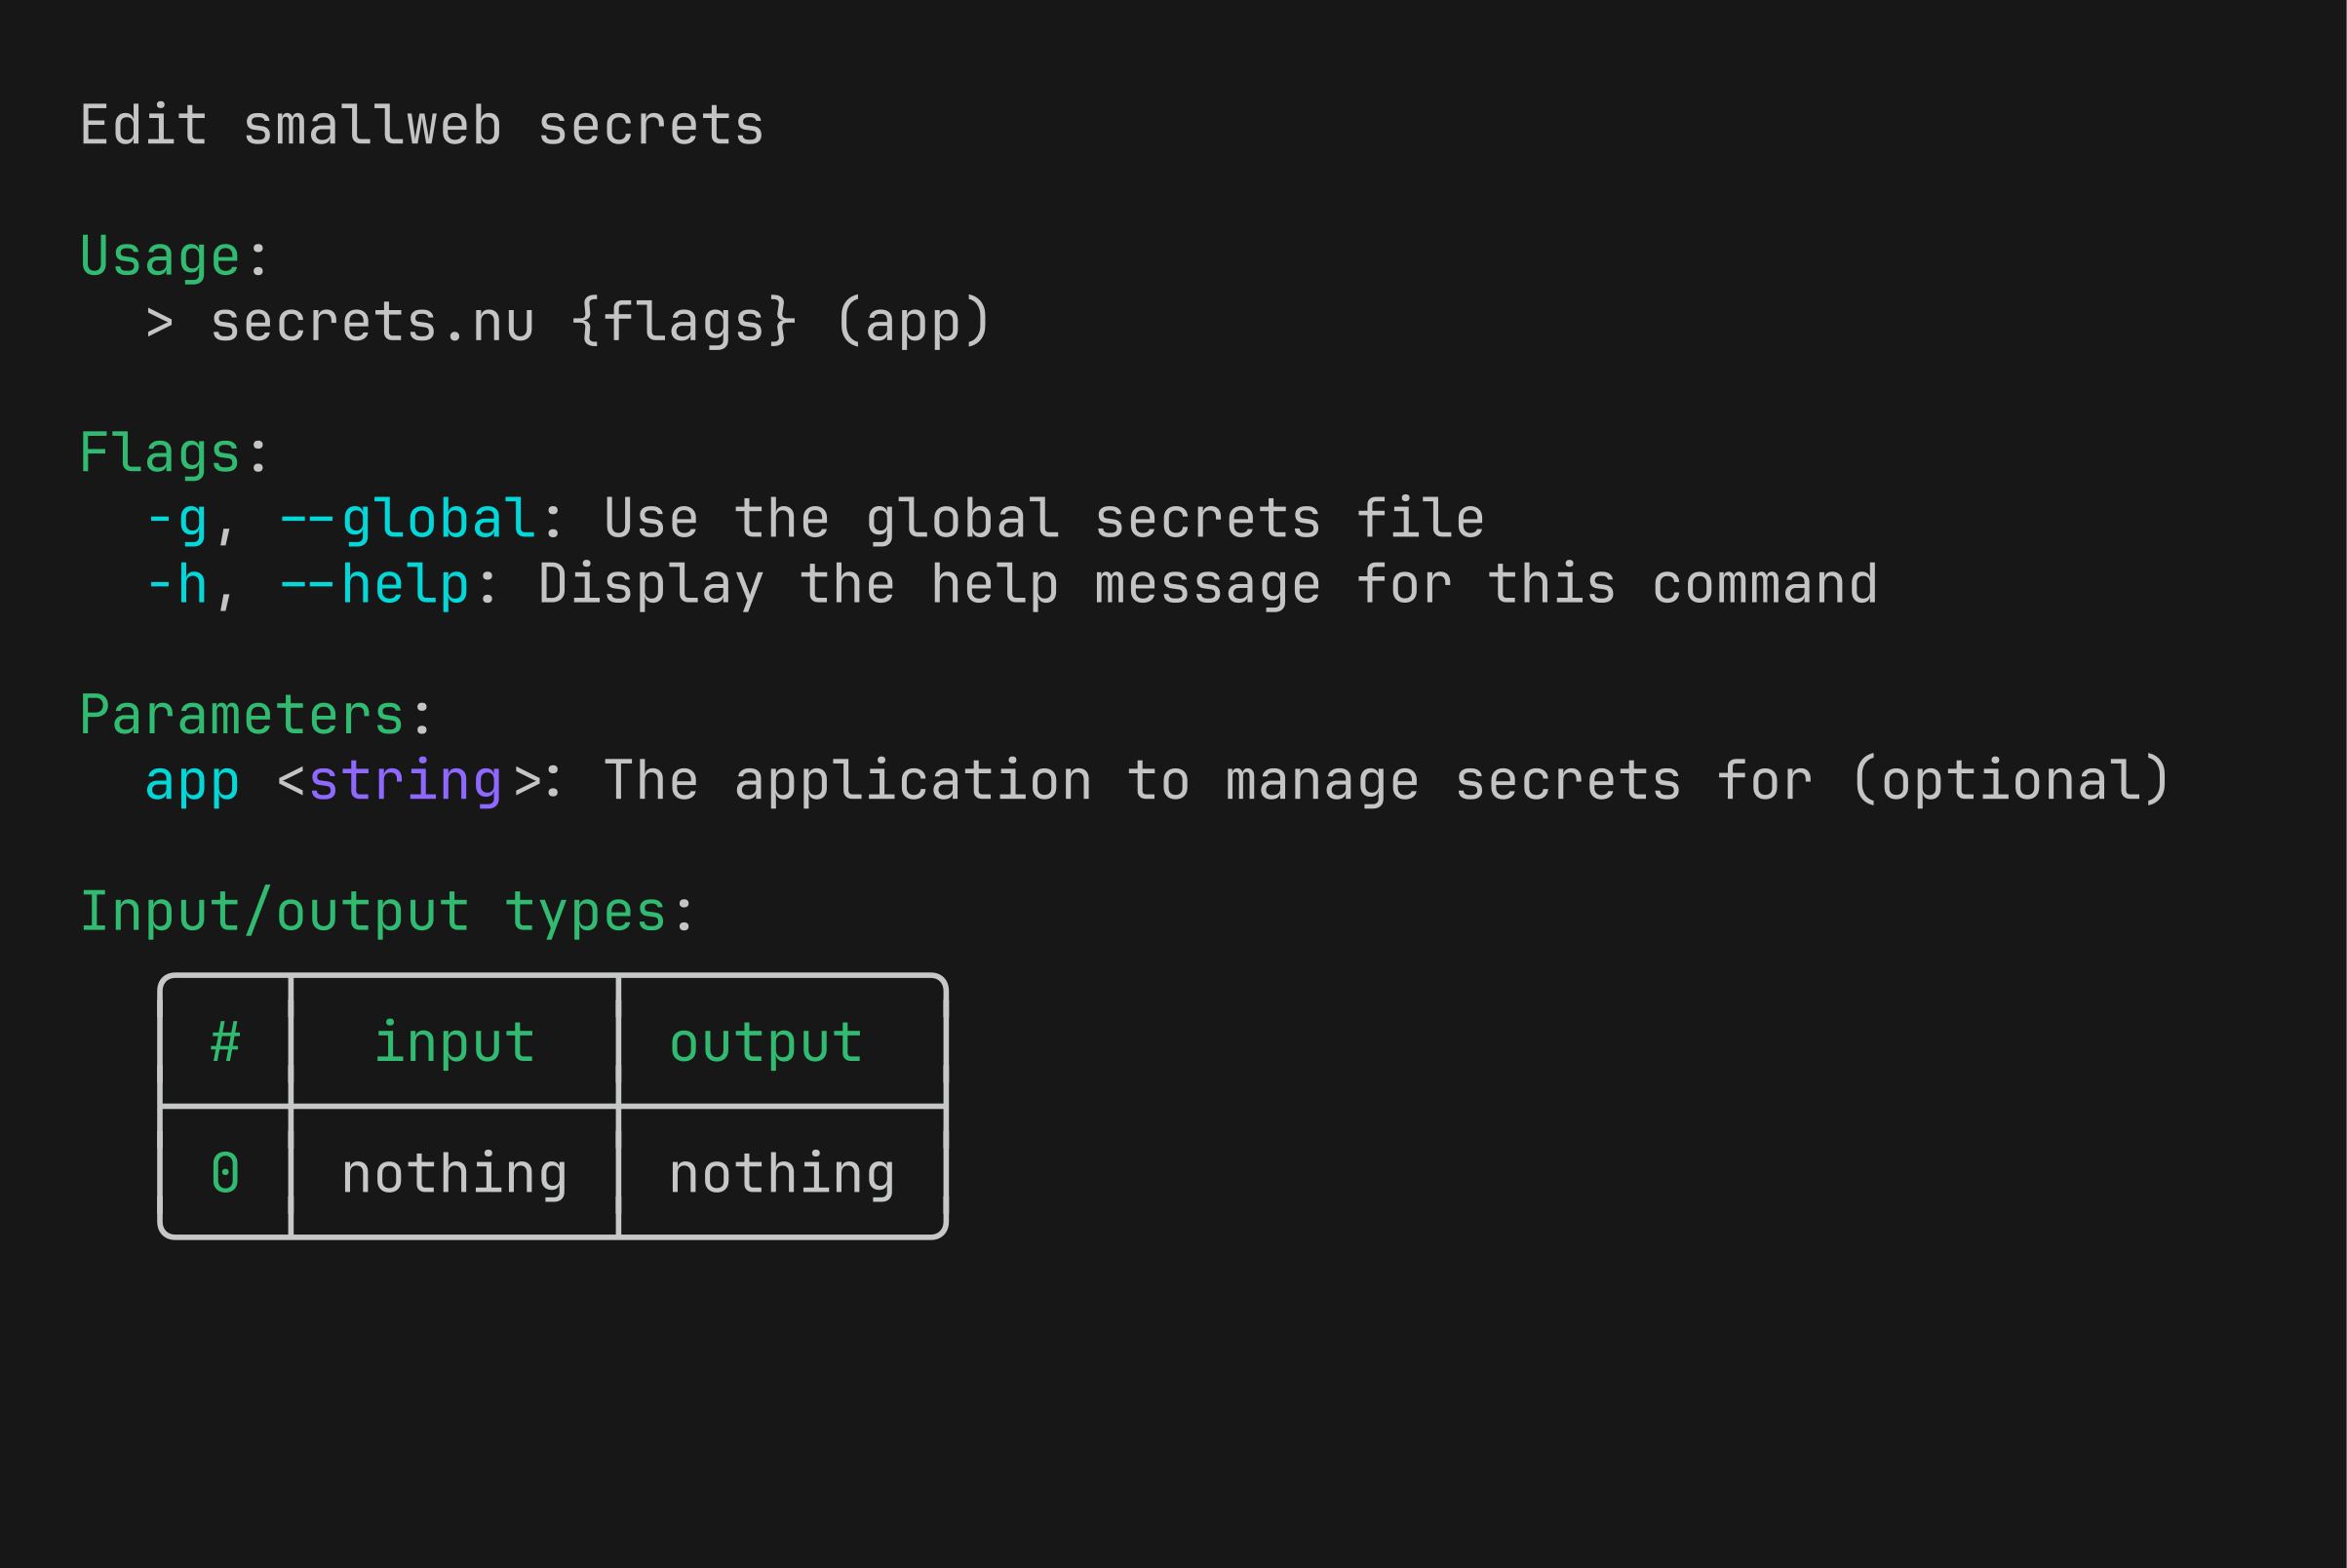 Edit smallweb secrets
Usage:
> secrets.nu {flags} (app)
Flags:
-g, --global: Use the global secrets file
-h, --help: Display the help message for this command
Parameters:
app <string>: The application to manage secrets for (optional)
Input/output types:
# input output
0 nothing nothing